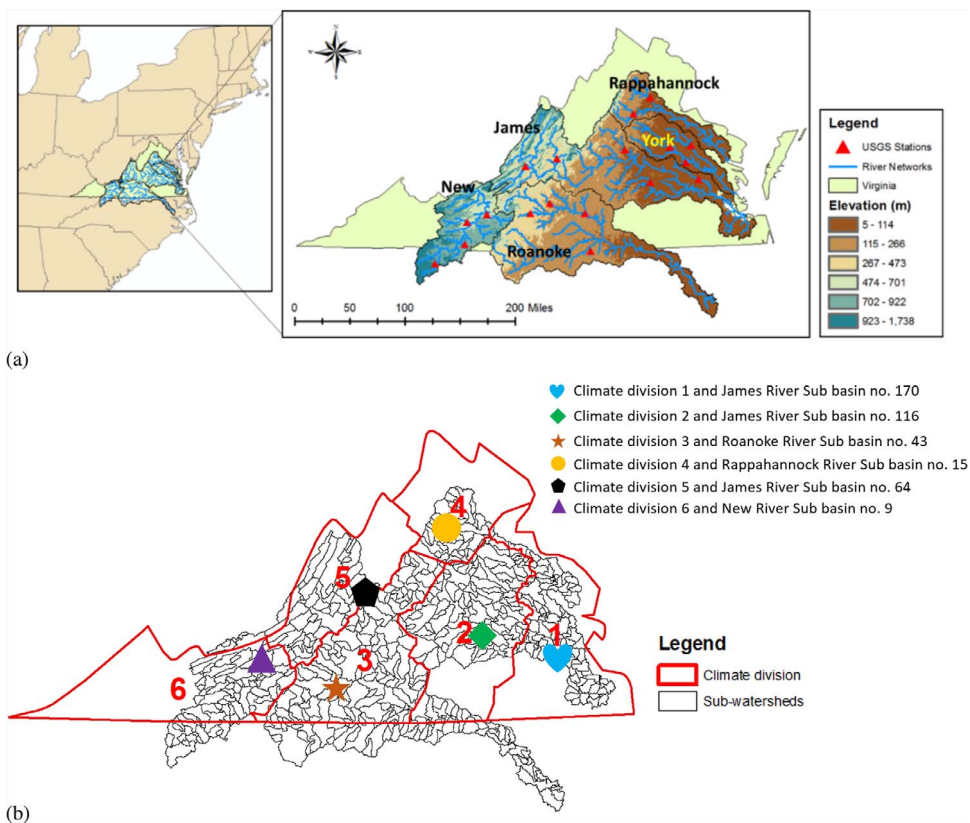 Rappahannock
James
York
New
Roanoke
0 50 100 200 Miles
Legend
USGS Stations
River Networks
Virginia
Elevation (m)
5 - 114
115 - 266
267 - 473
474 - 701
702 - 922
923 - 1,738
(a)
Climate division 1 and James River Sub basin no. 170
Climate division 2 and James River Sub basin no. 116
Climate division 3 and Roanoke River Sub basin no. 43
Climate division 4 and Rappahannock River Sub basin no. 15
Climate division 5 and James River Sub basin no. 64
Climate division 6 and New River Sub basin no. 9
4
5
2
1
3
6
Legend
Climate division
Sub-watersheds
(b)